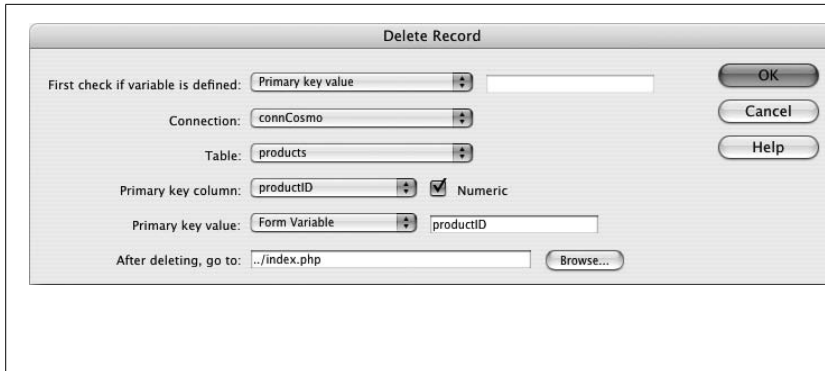 Delete Record
First check if variable is defined: Primary key value
OK
Connection: connCosmo
Cancel
Table: products
Help
Primary key column: productID Numeric
Primary key value: Form Variable productID
After deleting, go to: ../index.php Browse...